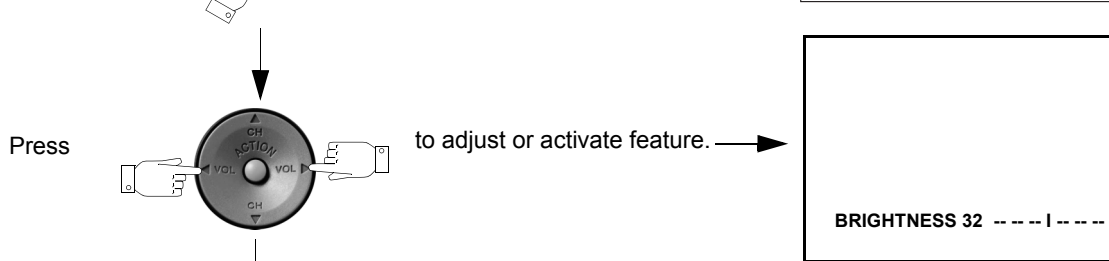 Press
CH
ACTION
VOL VOL
CH
to adjust or activate feature.
BRIGHTNESS 32 -- -- -- I -- -- --